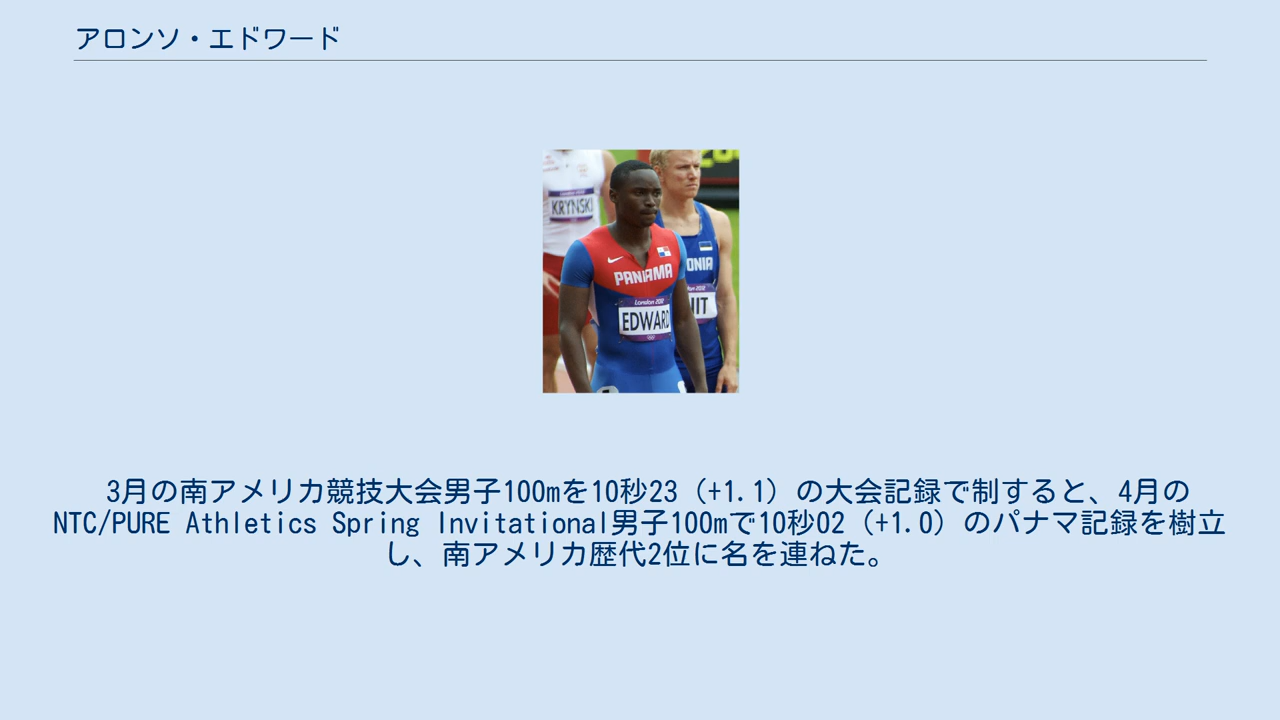 アロンソ・エドワード
KRYNSKI
PANAMA
ONIA
London 2012
EDWARD
NIT
3月の南アメリカ競技大会男子100mを10秒23（+1.1）の大会記録で制すると、4月の
NTC/PURE Athletics Spring Invitational男子100mで10秒02（+1.0）のパナマ記録を樹立
し、南アメリカ歴代2位に名を連ねた。